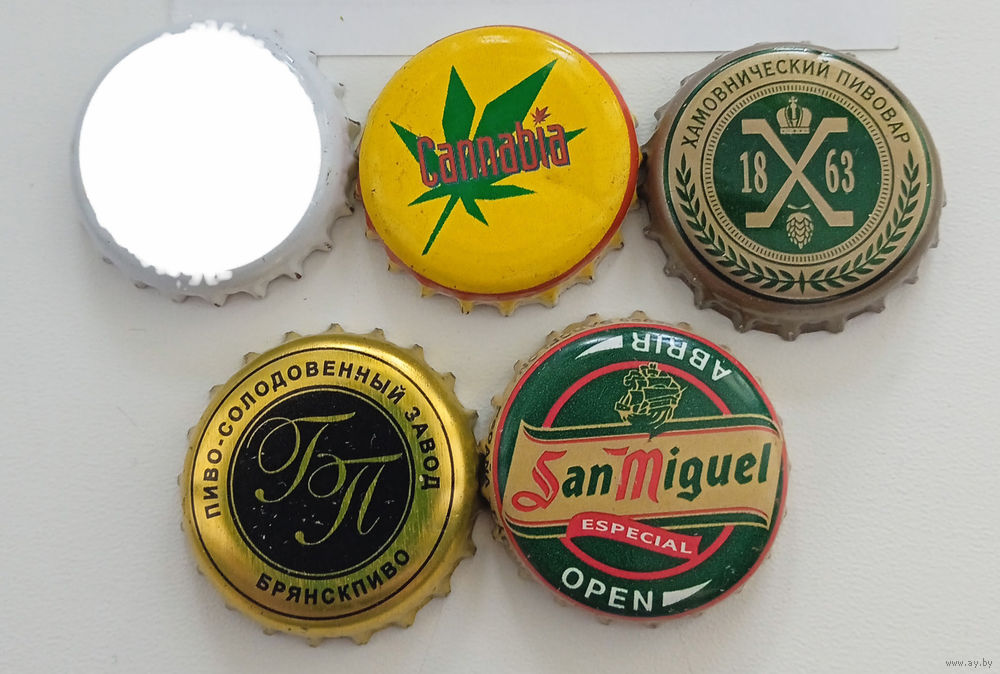 Cannabia
ХАМОВНИЧЕСКИЙ ПИВОВАР
18 63
ПИВО-СОЛОДОВЕННЫЙ ЗАВОД
ГП
БРЯНСКПИВО
ABRIR
San Miguel
ESPECIAL
OPEN
www.ay.by